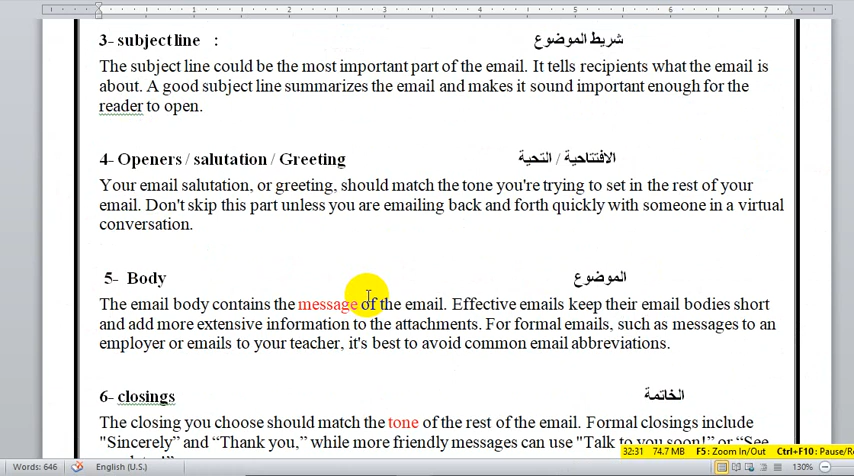 3- subject line : شريط الموضوع
The subject line could be the most important part of the email. It tells recipients what the email is
about. A good subject line summarizes the email and makes it sound important enough for the
reader to open.
4- Openers / salutation / Greeting الافتتاحية / التحية
Your email salutation, or greeting, should match the tone you're trying to set in the rest of your
email. Don't skip this part unless you are emailing back and forth quickly with someone in a virtual
conversation.
5- Body الموضوع
The email body contains the message of the email. Effective emails keep their email bodies short
and add more extensive information to the attachments. For formal emails, such as messages to an
employer or emails to your teacher, it's best to avoid common email abbreviations.
6- closings الخاتمة
The closing you choose should match the tone of the rest of the email. Formal closings include
"Sincerely" and “Thank you,” while more friendly messages can use "Talk to you soon!” or “See
32:31 74.7 MB F5: Zoom In/Out Ctrl+F10: Pause/Re
Words: 646 English (U.S.) 130%